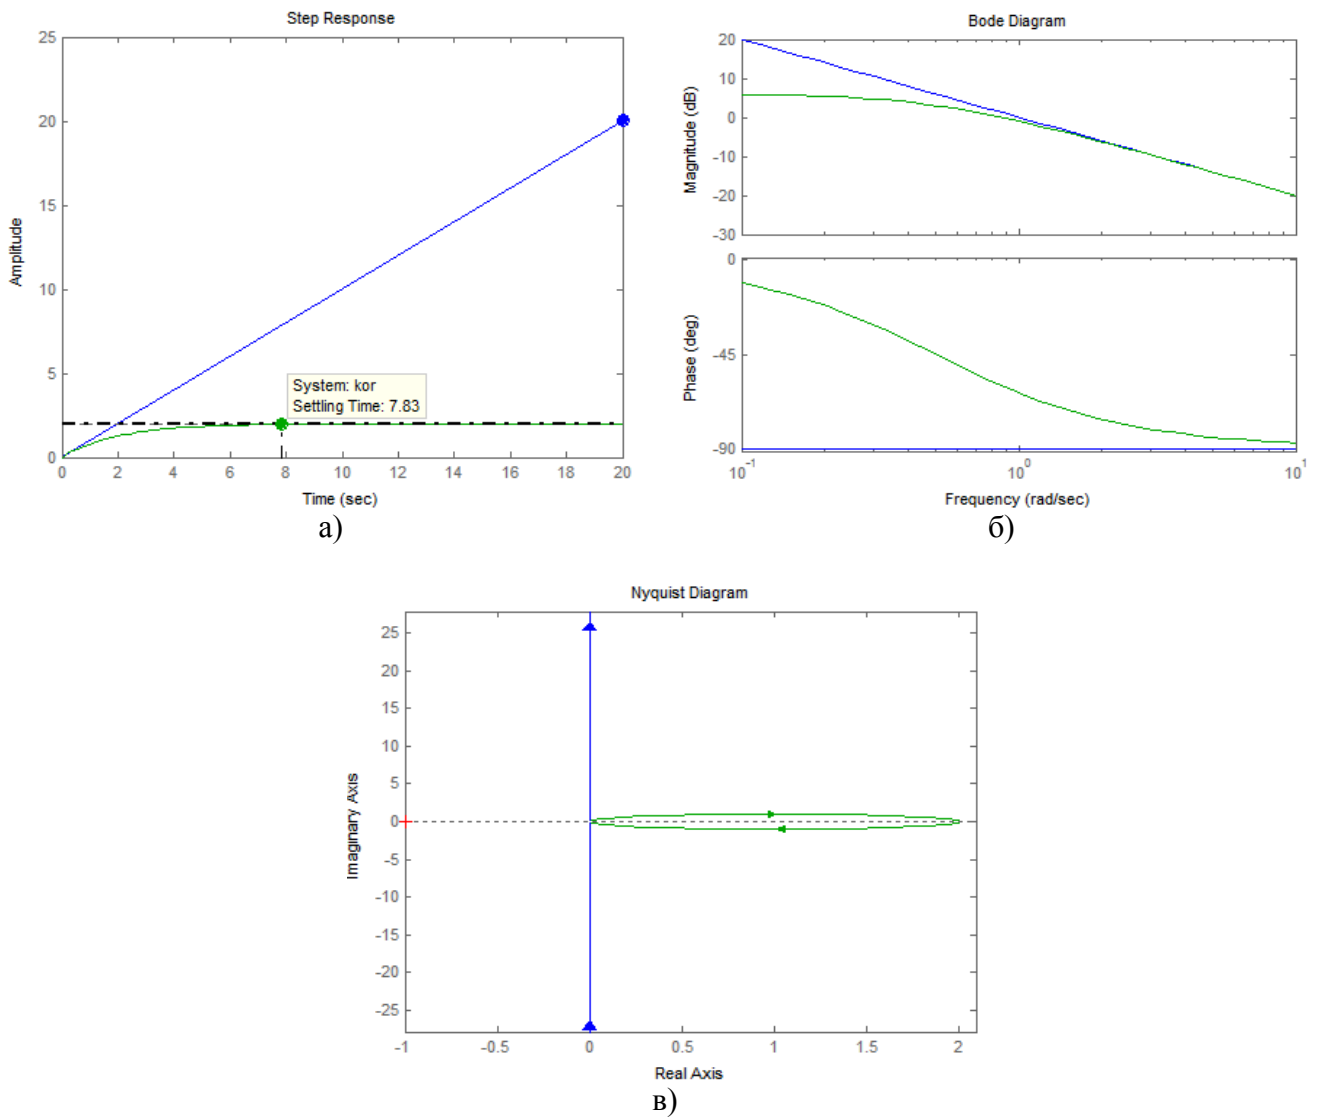 Step Response
25
20
15
10
5
0
Amplitude
System: kor
Settling Time: 7.83
0 2 4 6 8 10 12 14 16 18 20
Time (sec)
а)
Bode Diagram
20
10
0
-10
-20
-30
Magnitude (dB)
0
-45
-90
Phase (deg)
10^-1 10^0 10^1
Frequency (rad/sec)
б)
Nyquist Diagram
25
20
15
10
5
0
-5
-10
-15
-20
-25
Imaginary Axis
-1 -0.5 0 0.5 1 1.5 2
Real Axis
в)